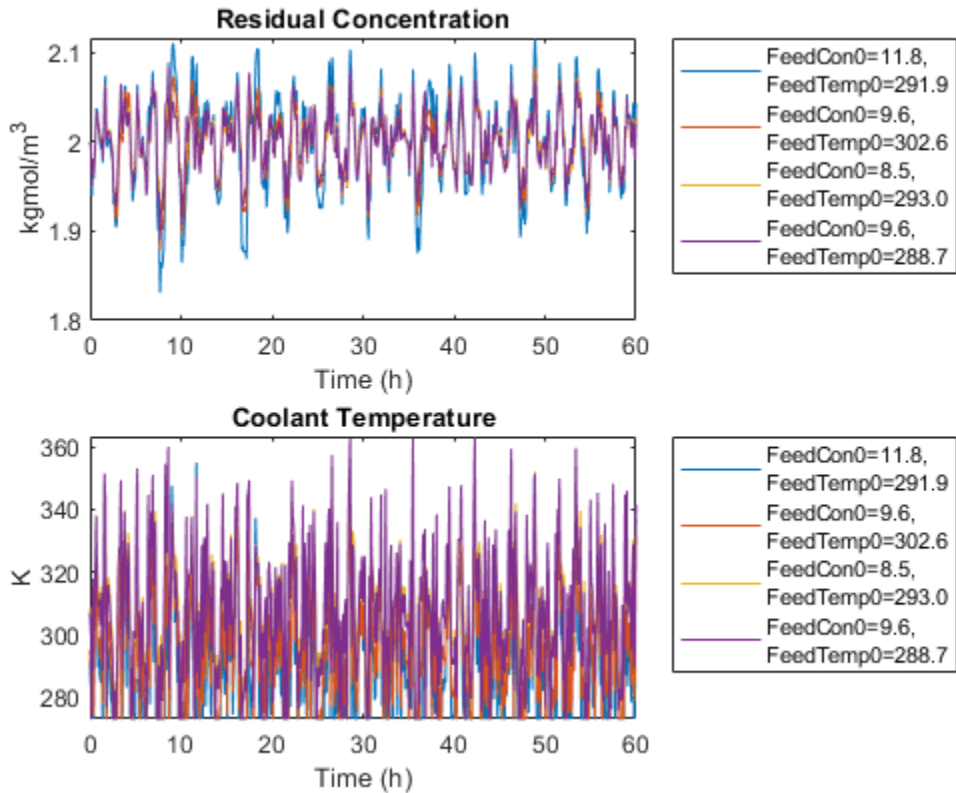 Residual Concentration
2.1
2
1.9
1.8
kgmol/m³
0 10 20 30 40 50 60
Time (h)
FeedCon0=11.8,
FeedTemp0=291.9
FeedCon0=9.6,
FeedTemp0=302.6
FeedCon0=8.5,
FeedTemp0=293.0
FeedCon0=9.6,
FeedTemp0=288.7
Coolant Temperature
360
340
320
300
280
K
0 10 20 30 40 50 60
Time (h)
FeedCon0=11.8,
FeedTemp0=291.9
FeedCon0=9.6,
FeedTemp0=302.6
FeedCon0=8.5,
FeedTemp0=293.0
FeedCon0=9.6,
FeedTemp0=288.7